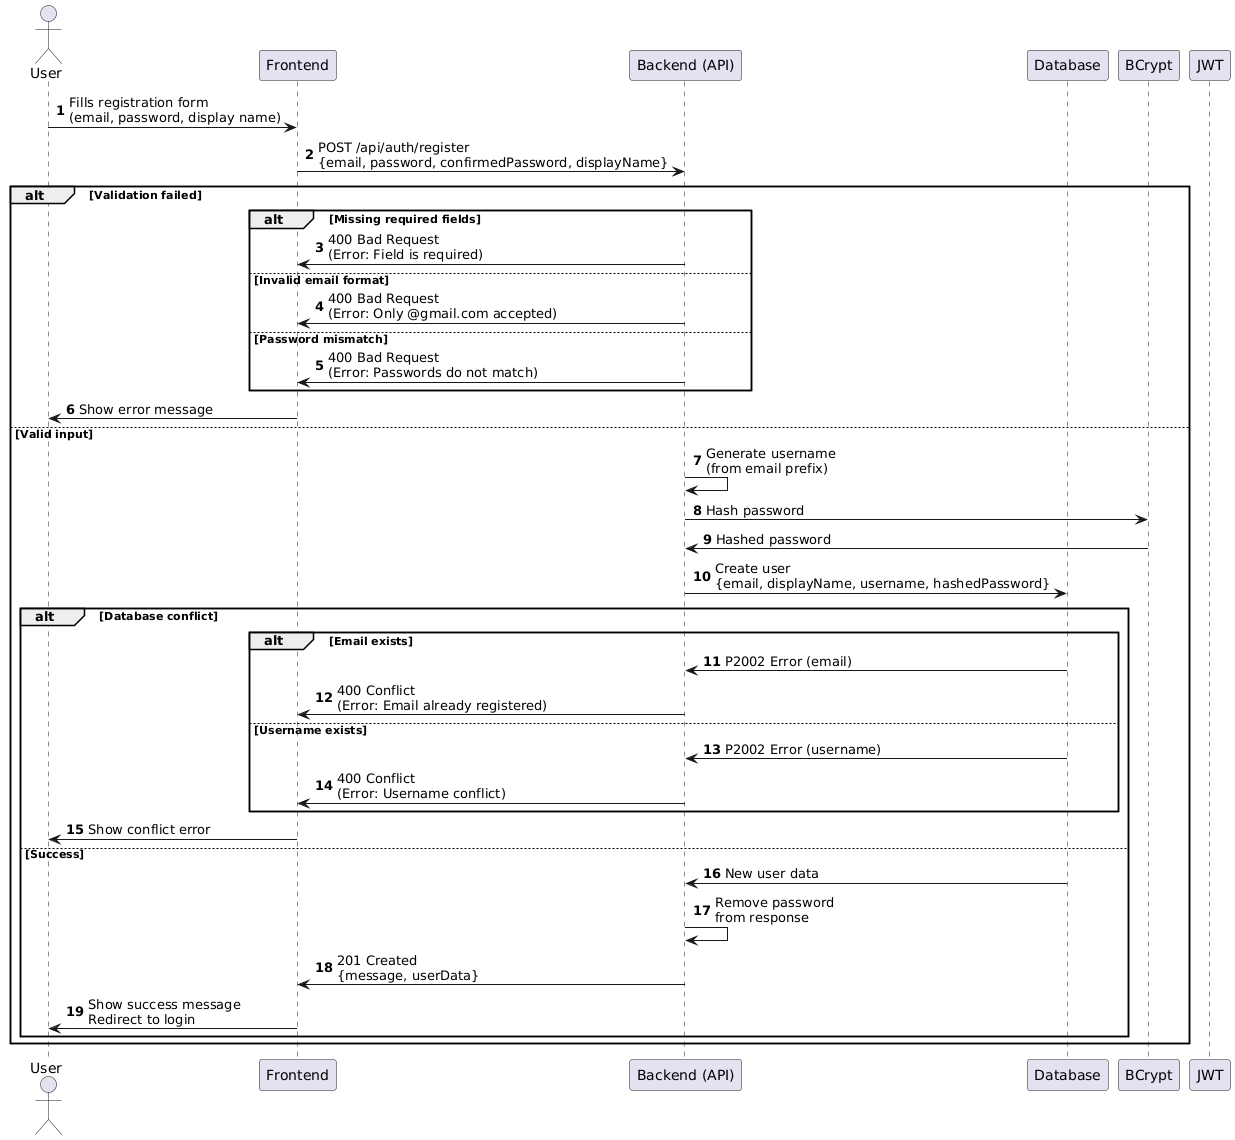 User
Frontend
Backend (API)
Database
BCrypt
JWT
1 Fills registration form
(email, password, display name)
2 POST /api/auth/register
{email, password, confirmedPassword, displayName}
alt [Validation failed]
alt [Missing required fields]
3 400 Bad Request
(Error: Field is required)
[Invalid email format]
4 400 Bad Request
(Error: Only @gmail.com accepted)
[Password mismatch]
5 400 Bad Request
(Error: Passwords do not match)
6 Show error message
[Valid input]
7 Generate username
(from email prefix)
8 Hash password
9 Hashed password
10 Create user
{email, displayName, username, hashedPassword}
alt [Database conflict]
alt [Email exists]
11 P2002 Error (email)
12 400 Conflict
(Error: Email already registered)
[Username exists]
13 P2002 Error (username)
14 400 Conflict
(Error: Username conflict)
15 Show conflict error
[Success]
16 New user data
17 Remove password
from response
18 201 Created
{message, userData}
19 Show success message
Redirect to login
User
Frontend
Backend (API)
Database
BCrypt
JWT